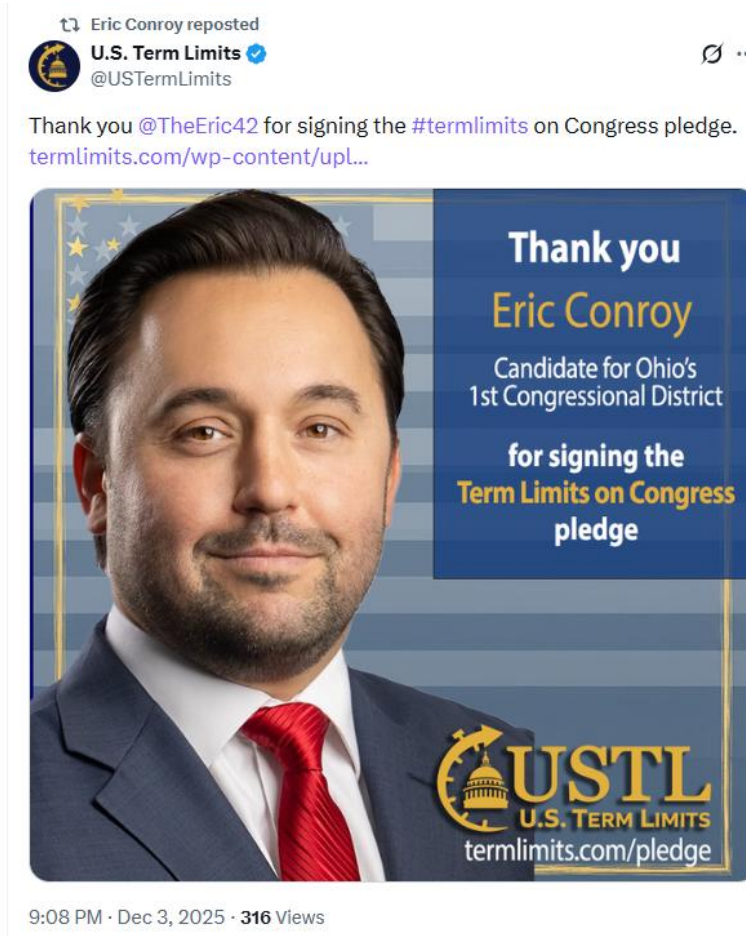 Eric Conroy reposted
U.S. Term Limits
@USTermLimits
Thank you @TheEric42 for signing the #termlimits on Congress pledge.
termlimits.com/wp-content/upl...
Thank you
Eric Conroy
Candidate for Ohio's
1st Congressional District
for signing the
Term Limits on Congress
pledge
USTL
U.S. TERM LIMITS
termlimits.com/pledge
9:08 PM · Dec 3, 2025 · 316 Views